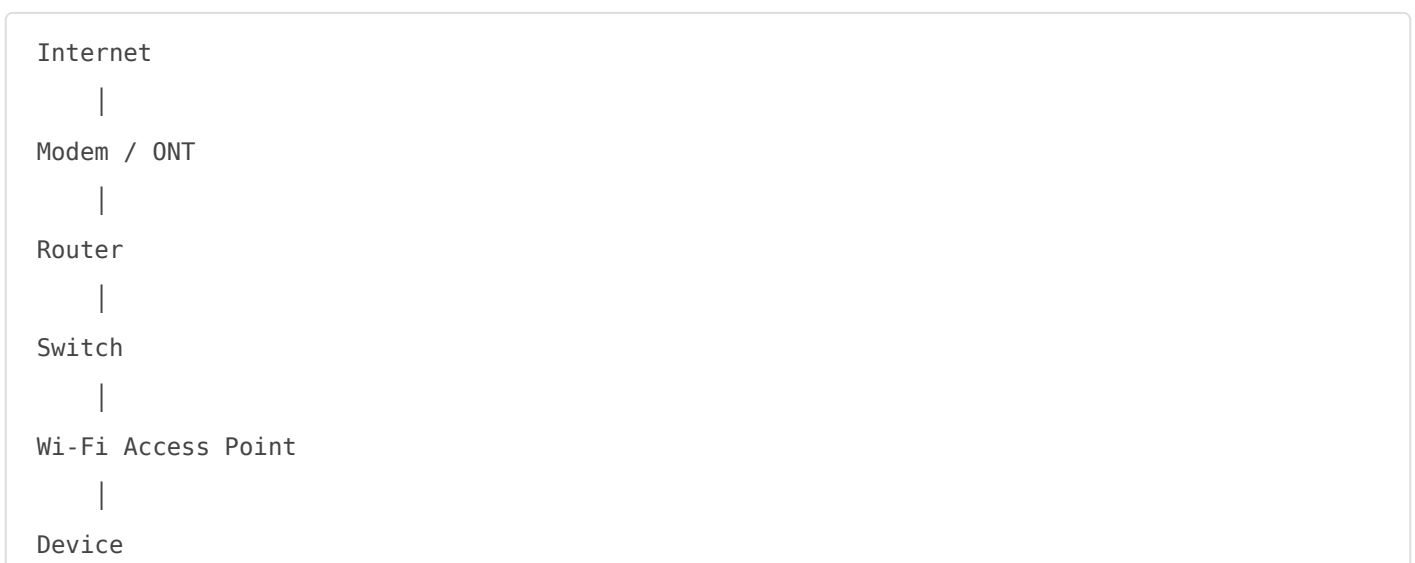 Internet
│
Modem / ONT
│
Router
│
Switch
│
Wi-Fi Access Point
│
Device